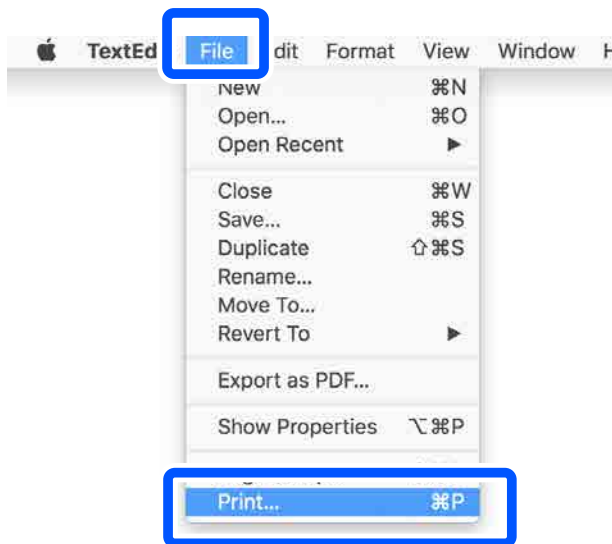 TextEd File dit Format View Window H
New ⌘N
Open... ⌘O
Open Recent ▶
Close ⌘W
Save... ⌘S
Duplicate ⇧⌘S
Rename...
Move To...
Revert To ▶
Export as PDF...
Show Properties ⌥⌘P
Print... ⌘P